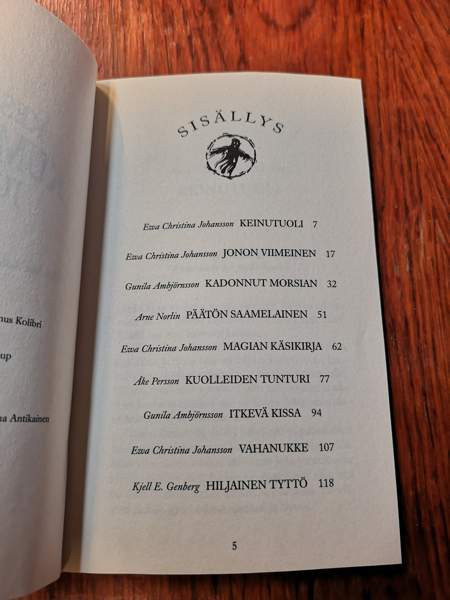 SISÄLLYS
Ewa Christina Johansson KEINUTUOLI 7
Ewa Christina Johansson JONON VIIMEINEN 17
Gunila Ambjörnsson KADONNUT MORSIAN 32
Arne Norlin PÄÄTÖN SAAMELAINEN 51
Ewa Christina Johansson MAGIAN KÄSIKIRJA 62
Åke Persson KUOLLEIDEN TUNTURI 77
Gunila Ambjörnsson ITKEVÄ KISSA 94
Ewa Christina Johansson VAHANUKKE 107
Kjell E. Genberg HILJAINEN TYTTÖ 118
5
Kolibri
Antikainen